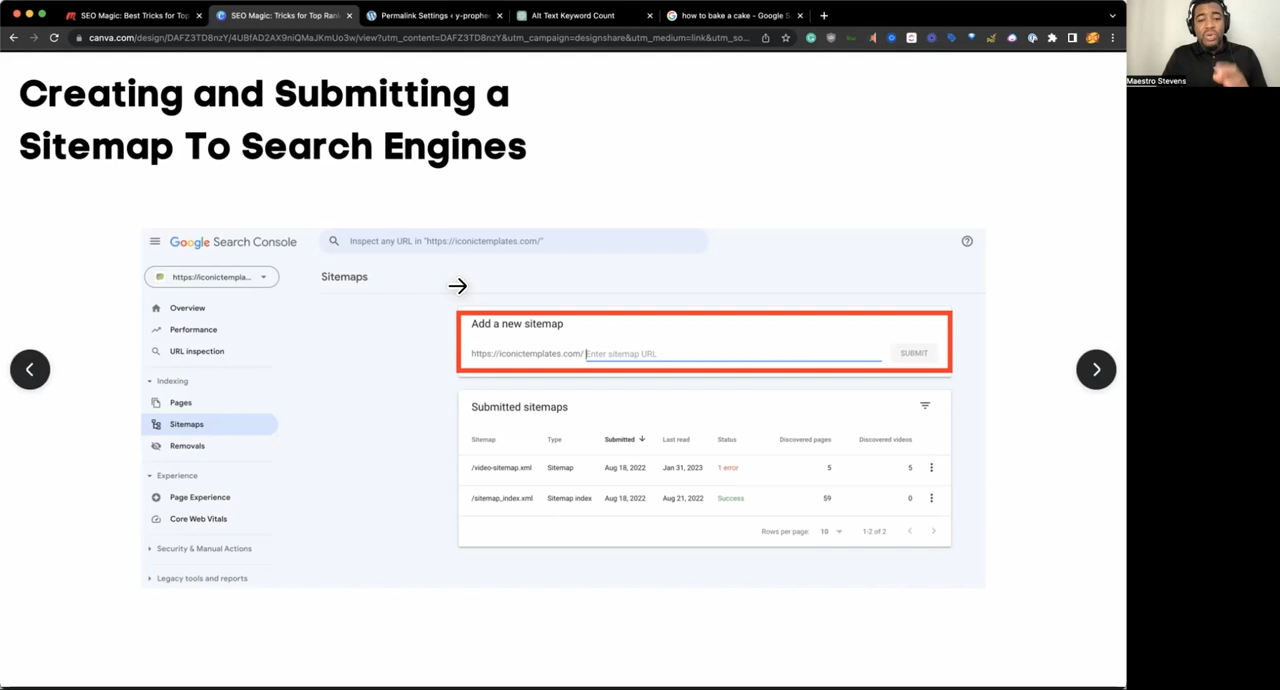 SEO Magic: Best Tricks for Top
SEO Magic: Tricks for Top Rank
Permalink Settings ‹ y-prophe
Alt Text Keyword Count
how to bake a cake - Google S
canva.com/design/DAFZ3TD8nzY/4UBfAD2AX9niQMaJKmUo3w/view?utm_content=DAFZ3TD8nzY&utm_campaign=designshare&utm_medium=link&utm_so...
Maestro Stevens
Creating and Submitting a
Sitemap To Search Engines
Google Search Console
Inspect any URL in "https://iconictemplates.com/"
https://iconictempla...
Sitemaps
Overview
Performance
URL inspection
Indexing
Pages
Sitemaps
Removals
Experience
Page Experience
Core Web Vitals
Security & Manual Actions
Legacy tools and reports
Add a new sitemap
https://iconictemplates.com/ Enter sitemap URL SUBMIT
Submitted sitemaps
Sitemap Type Submitted Last read Status Discovered pages Discovered videos
/video-sitemap.xml Sitemap Aug 18, 2022 Jan 31, 2023 1 error 5 5
/sitemap_index.xml Sitemap index Aug 18, 2022 Aug 21, 2022 Success 59 0
Rows per page: 10 1-2 of 2